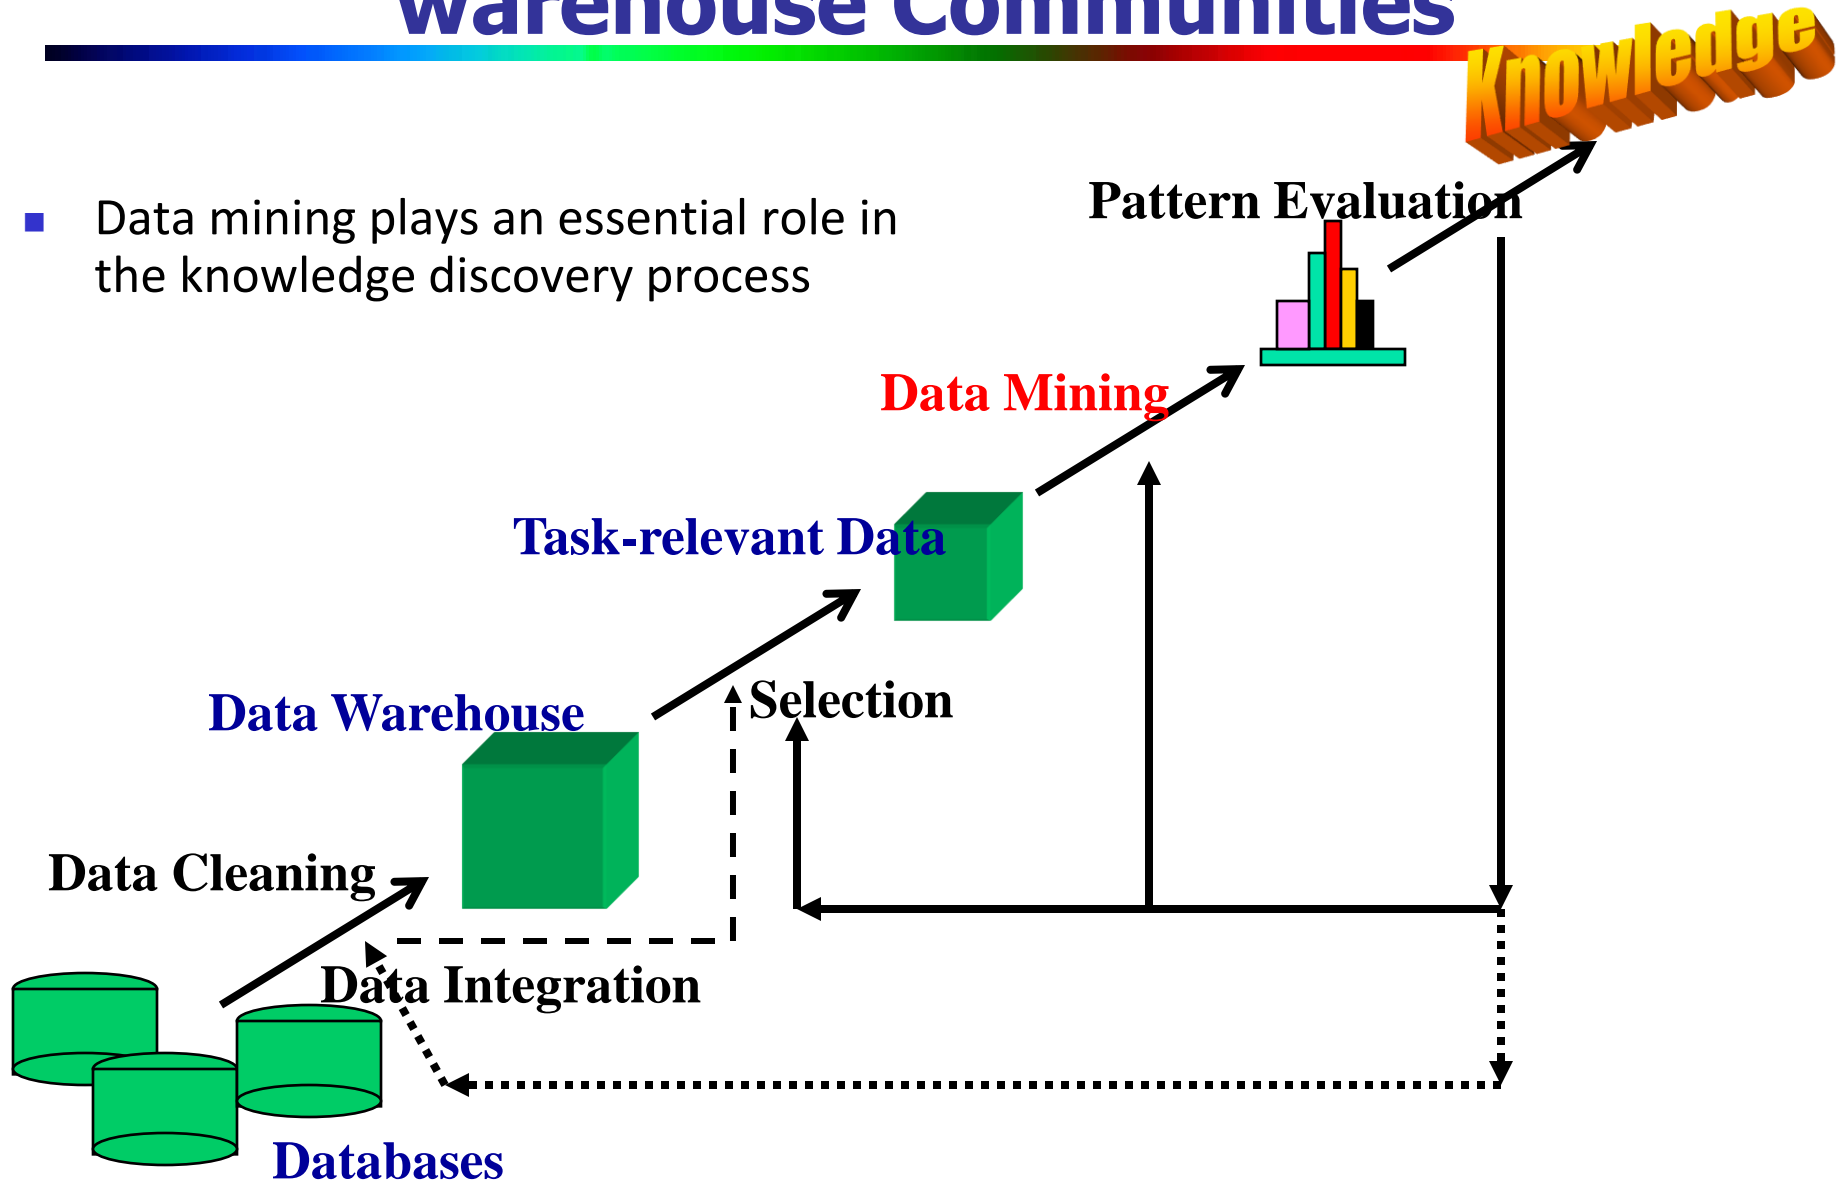 warehouse Communities
Knowledge
Pattern Evaluation
Data mining plays an essential role in
the knowledge discovery process
Data Mining
Task-relevant Data
Selection
Data Warehouse
Data Cleaning
Data Integration
Databases